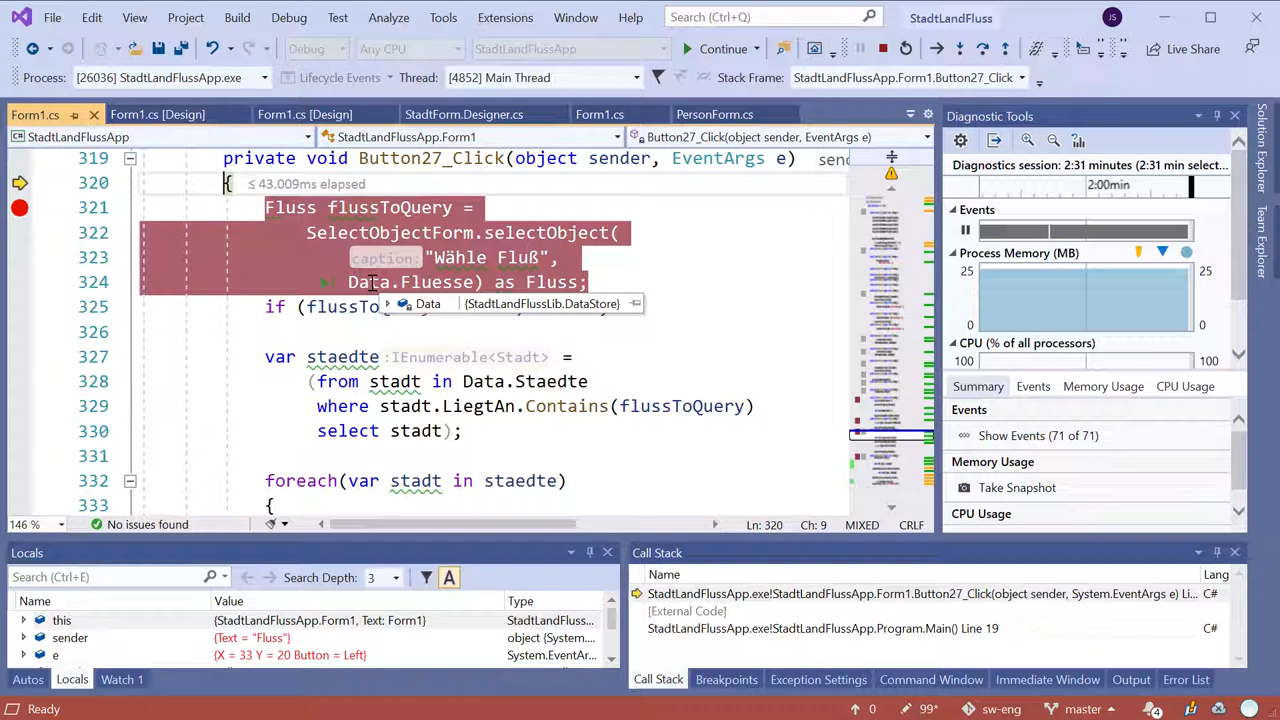 File Edit View Project Build Debug Test Analyze Tools Extensions Window Help Search (Ctrl+Q) StadtLandFluss JS
Debug Any CPU StadtLandFlussApp Continue Live Share
Process: [26036] StadtLandFlussApp.exe Lifecycle Events Thread: [4852] Main Thread Stack Frame: StadtLandFlussApp.Form1.Button27_Click
Form1.cs Form1.cs [Design] Form1.cs [Design] StadtForm.Designer.cs Form1.cs PersonForm.cs
StadtLandFlussApp StadtLandFlussApp.Form1 Button27_Click(object sender, EventArgs e)
319 private void Button27_Click(object sender, EventArgs e) send
320 { ≤ 43.009ms elapsed
321 Fluss flussToQuery =
322 SelectObjectForm.selectObject(
323 "Wähle Fluß",
324 Data.Fluesse) as Fluss;
Data {StadtLandFlussLib.DataStore}
325 if (flussToQ
326
327 var staedte :IEnumerable<Stadt> =
328 (from stadt in Data.Staedte
329 where stadt.LiegtAn.Contains(flussToQuery)
330 select stadt);
331
332 foreach(var stadt in staedte)
333 {
146 % No issues found Ln: 320 Ch: 9 MIXED CRLF
Diagnostic Tools
Diagnostic session: 2:31 minutes (2:31 min select...
2:00min
Events
Process Memory (...
25 25
0 0
CPU (% of all processors)
100 100
Summary Events Memory Usage CPU Usage
Events
Show Events (71 of 71)
Memory Usage
Take Snapshot
CPU Usage
Solution Explorer
Team Explorer
Locals
Search (Ctrl+E) Search Depth: 3 A
Name Value Type
this {StadtLandFlussApp.Form1, Text: Form1} StadtLandFluss...
sender {Text = "Fluss"} object {System....
e {X = 33 Y = 20 Button = Left} System.EventAr...
Autos Locals Watch 1
Call Stack
Name Lang
StadtLandFlussApp.exe!StadtLandFlussApp.Form1.Button27_Click(object sender, System.EventArgs e) Li... C#
[External Code]
StadtLandFlussApp.exe!StadtLandFlussApp.Program.Main() Line 19 C#
Call Stack Breakpoints Exception Settings Command Window Immediate Window Output Error List
Ready 0 99* sw-eng master 4